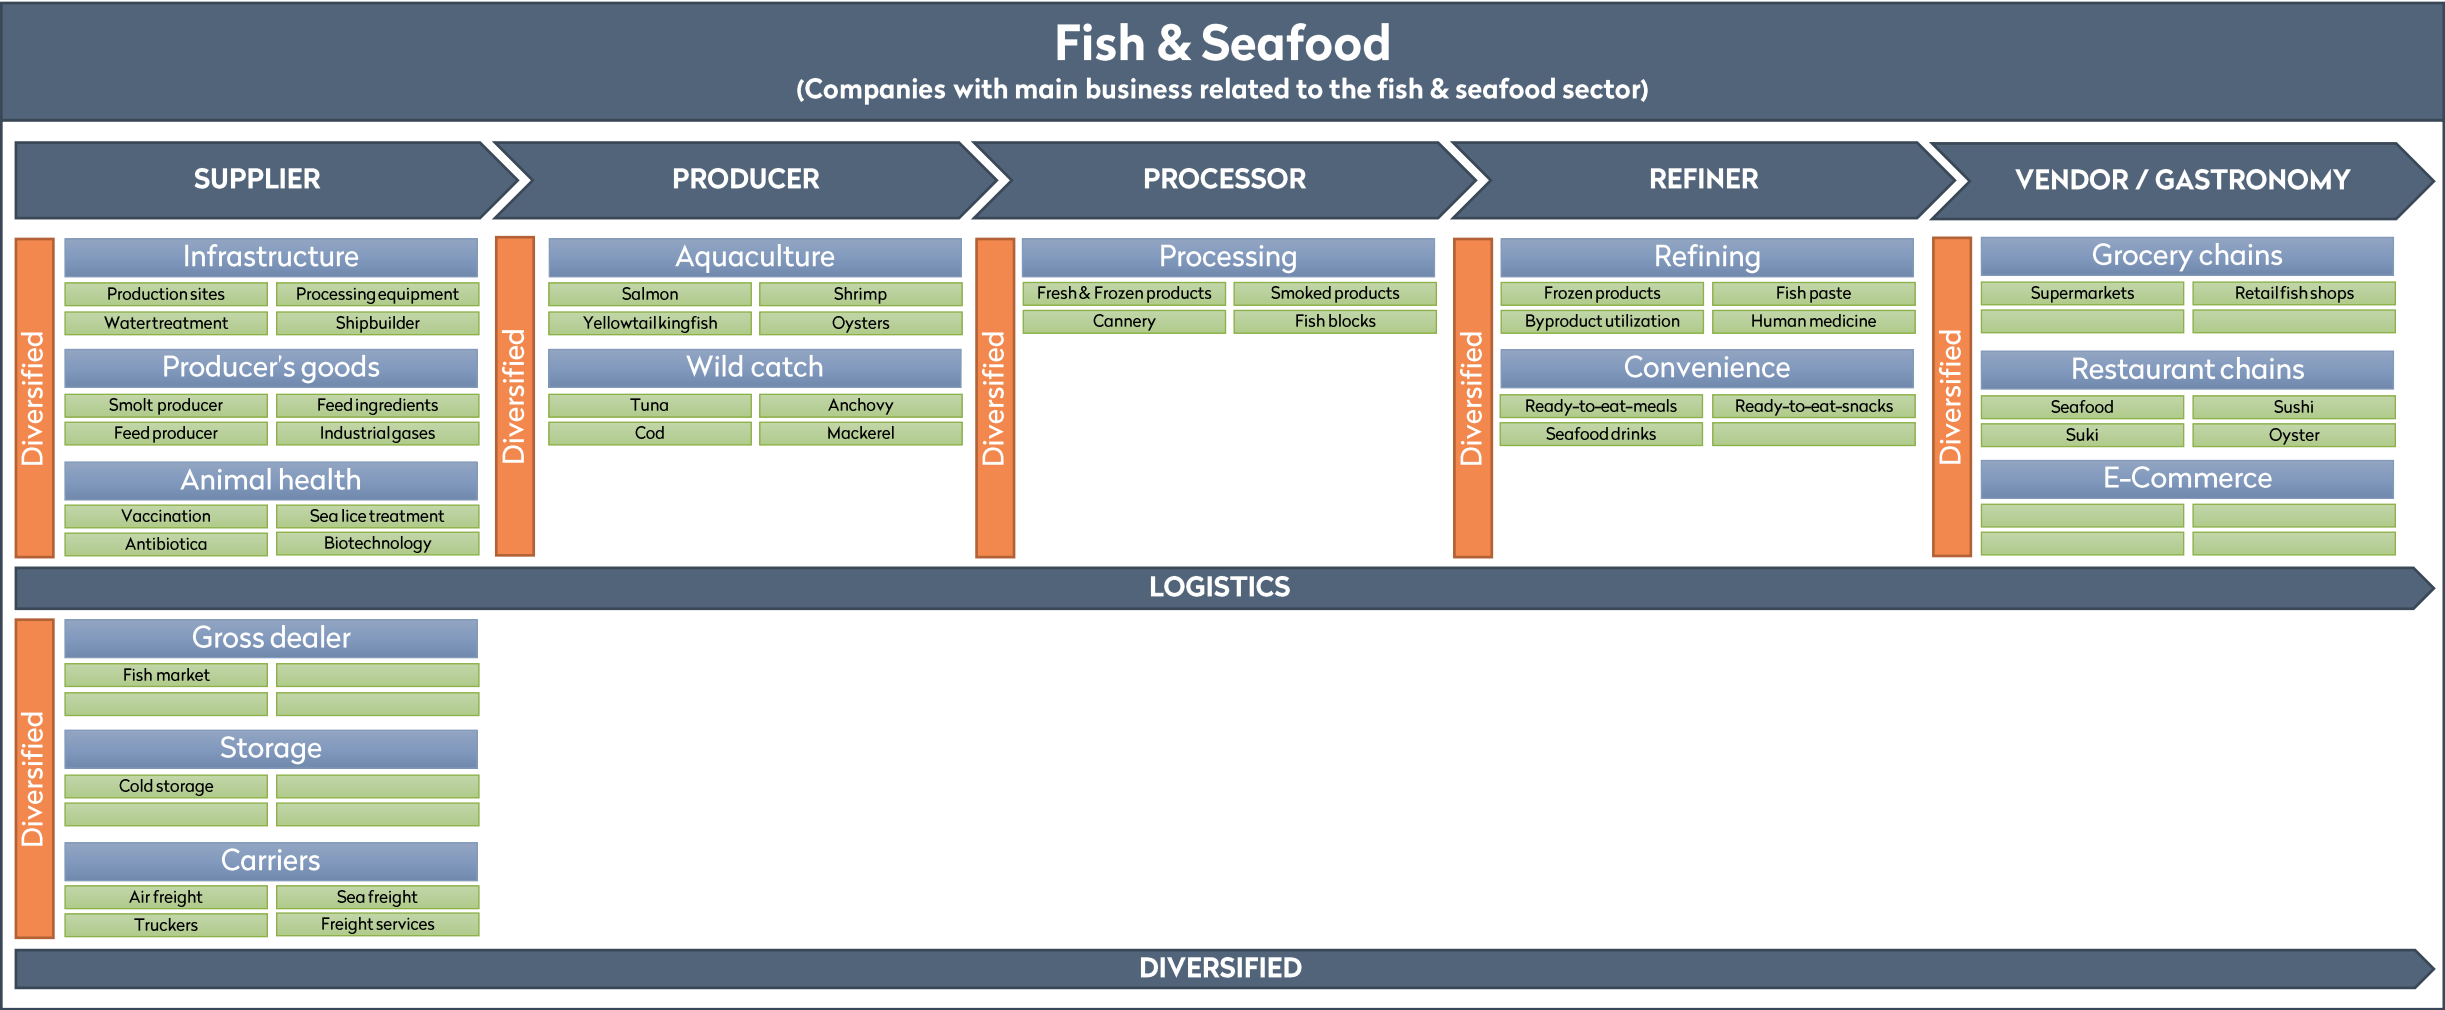 Fish & Seafood
(Companies with main business related to the fish & seafood sector)
SUPPLIER
PRODUCER
PROCESSOR
REFINER
VENDOR / GASTRONOMY
Diversified
Infrastructure
Production sites
Processing equipment
Water treatment
Shipbuilder
Producer's goods
Smolt producer
Feed ingredients
Feed producer
Industrial gases
Animal health
Vaccination
Sea lice treatment
Antibiotica
Biotechnology
Diversified
Aquaculture
Salmon
Shrimp
Yellowtail kingfish
Oysters
Wild catch
Tuna
Anchovy
Cod
Mackerel
Diversified
Processing
Fresh & Frozen products
Smoked products
Cannery
Fish blocks
Diversified
Refining
Frozen products
Fish paste
Byproduct utilization
Human medicine
Convenience
Ready-to-eat-meals
Ready-to-eat-snacks
Seafood drinks
Diversified
Grocery chains
Supermarkets
Retail fish shops
Restaurant chains
Seafood
Sushi
Suki
Oyster
E-Commerce
LOGISTICS
Diversified
Gross dealer
Fish market
Storage
Cold storage
Carriers
Air freight
Sea freight
Truckers
Freight services
DIVERSIFIED